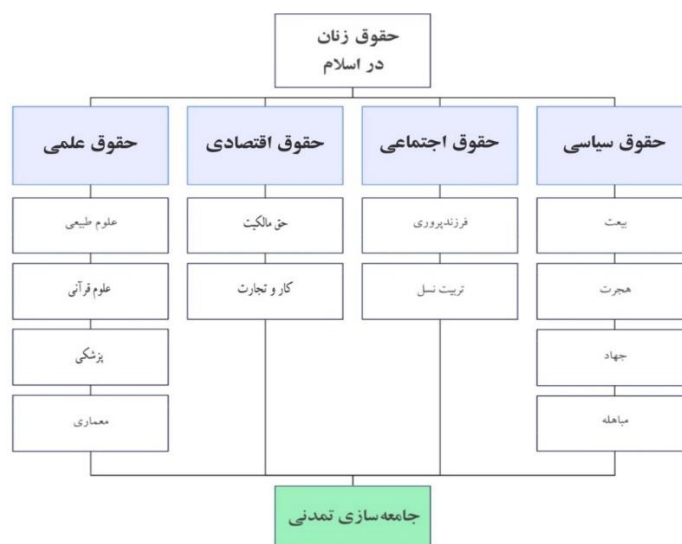 حقوق زنان
در اسلام
حقوق سیاسی
حقوق اجتماعی
حقوق اقتصادی
حقوق علمی
بیعت
فرزندپروری
حق مالکیت
علوم طبیعی
هجرت
تربیت نسل
کار و تجارت
علوم قرآنی
جهاد
پزشکی
مباهله
معماری
جامعه‌سازی تمدنی